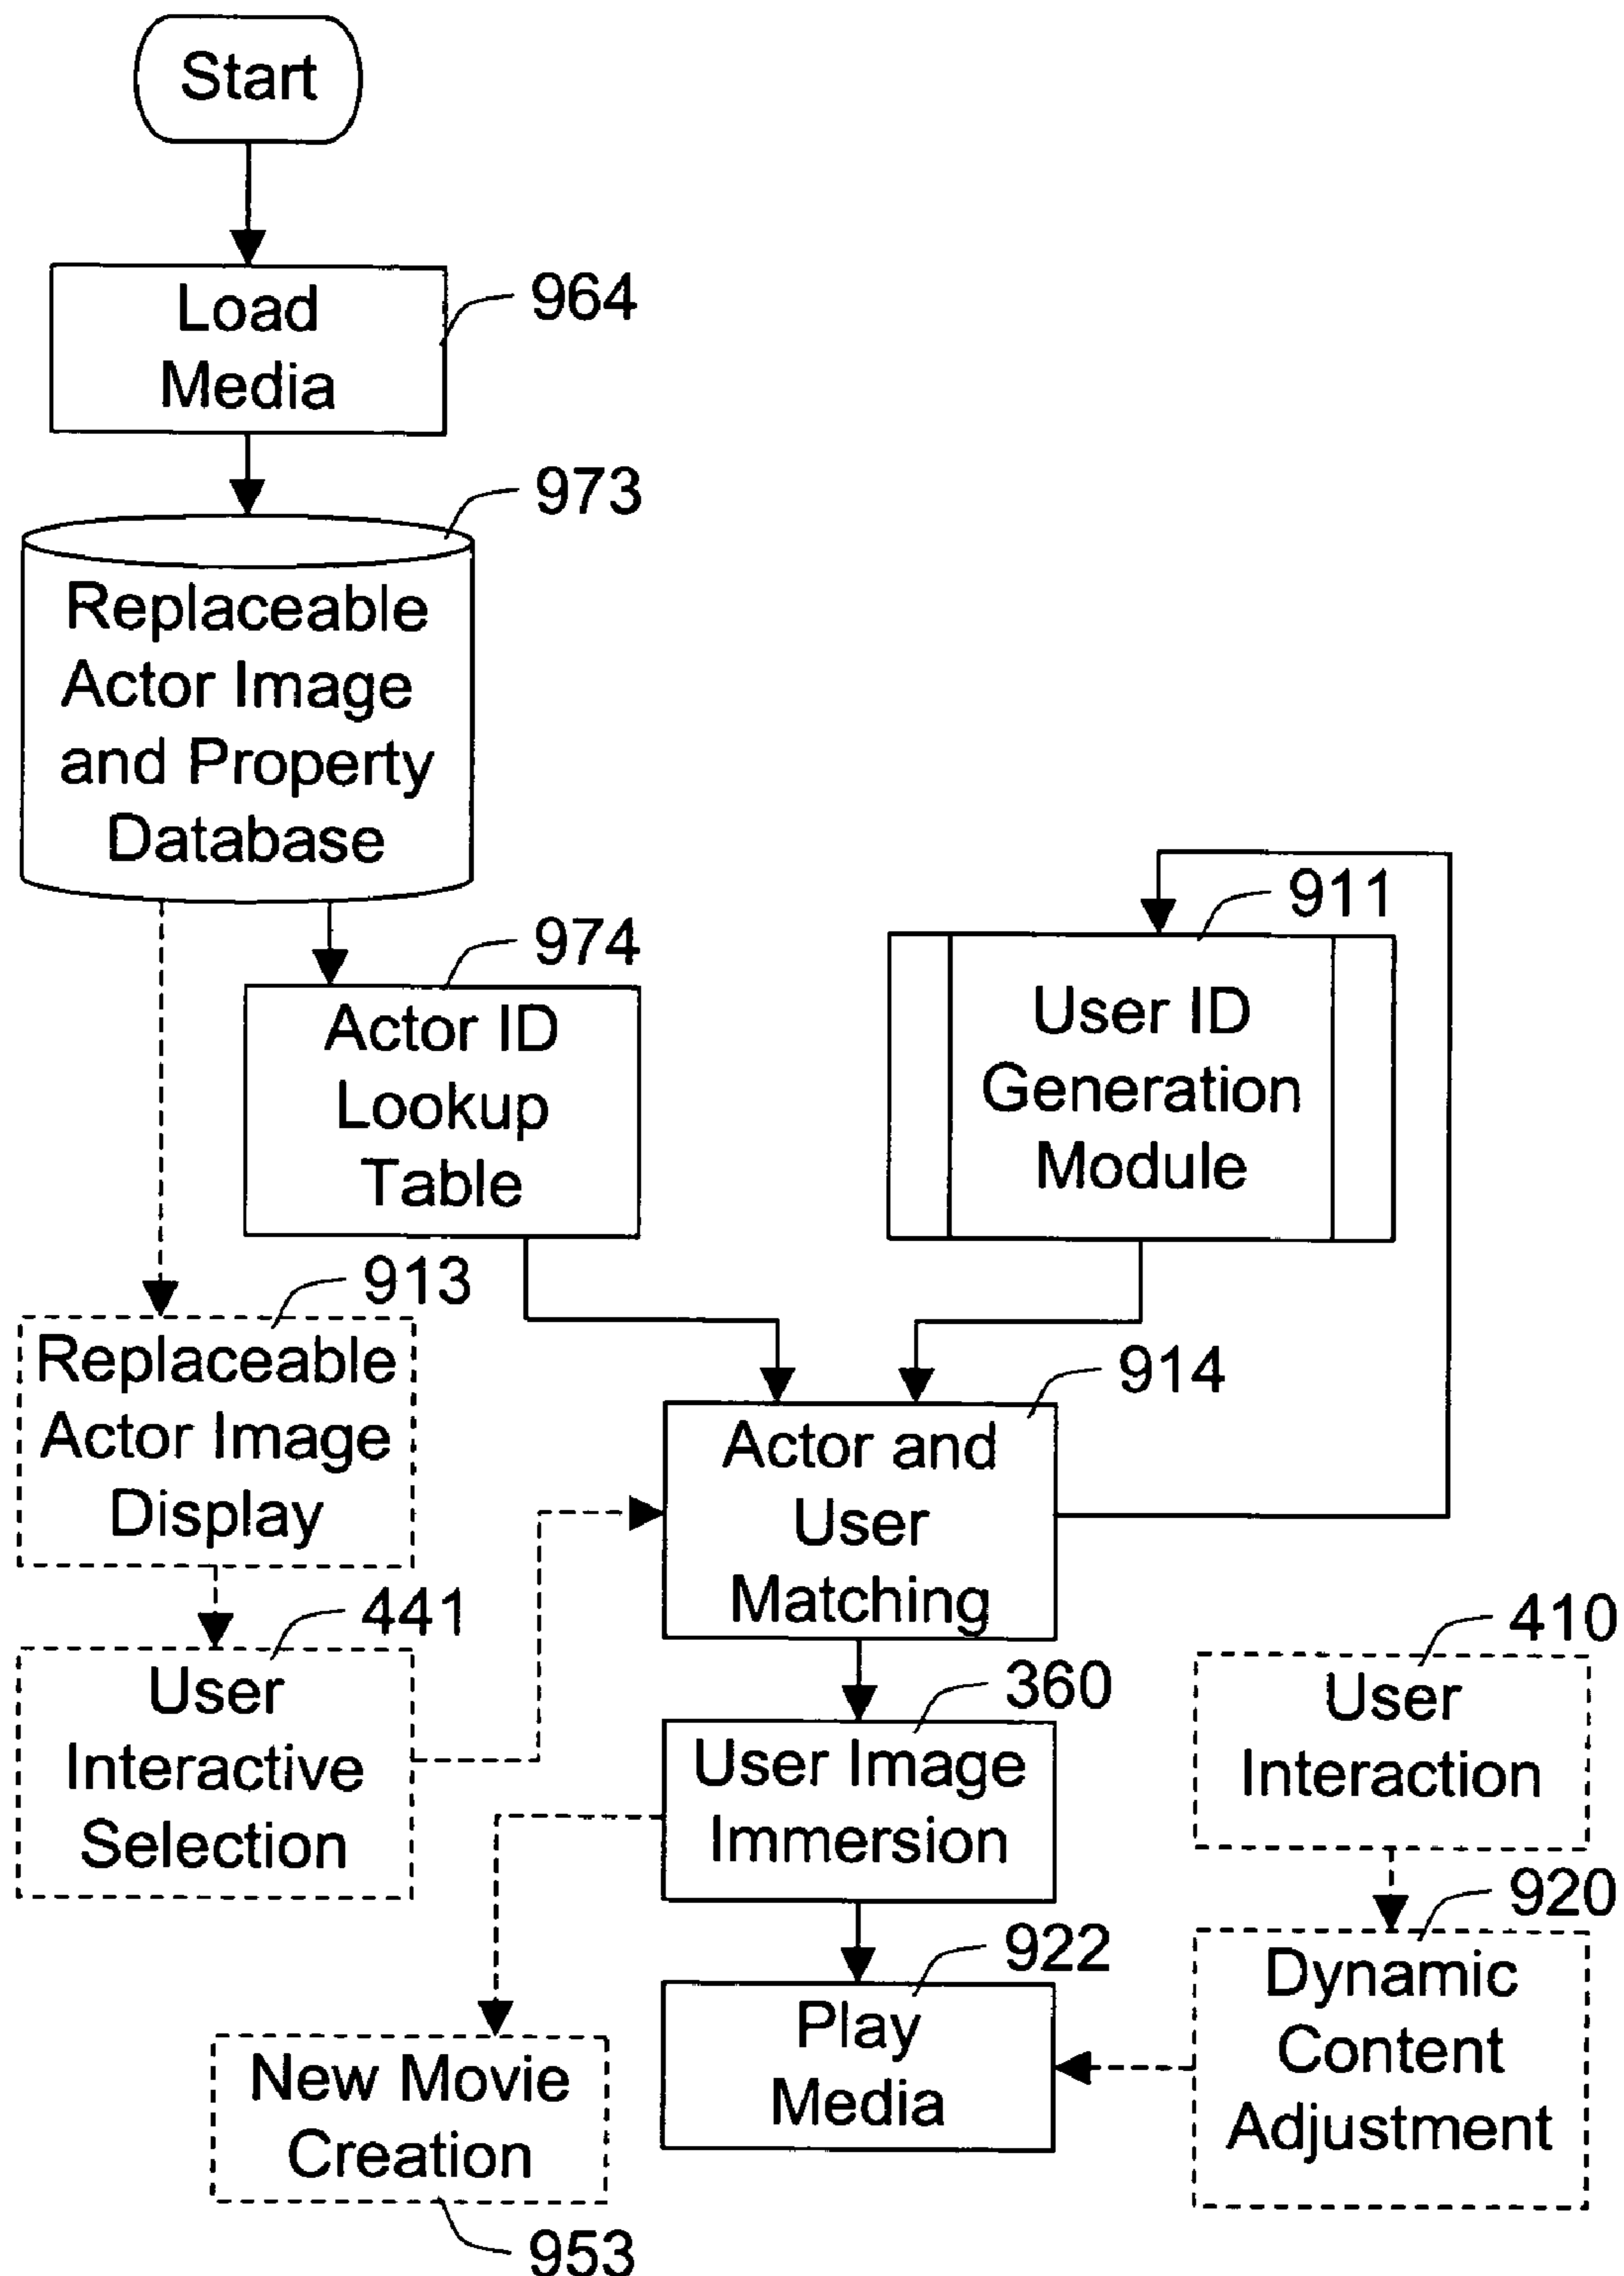 Start
Load
Media
964
973
Replaceable
Actor Image
and Property
Database
974
Actor ID
Lookup
Table
911
User ID
Generation
Module
913
Replaceable
Actor Image
Display
914
Actor and
User
Matching
441
User
Interactive
Selection
360
User Image
Immersion
410
User
Interaction
922
Play
Media
920
Dynamic
Content
Adjustment
New Movie
Creation
953